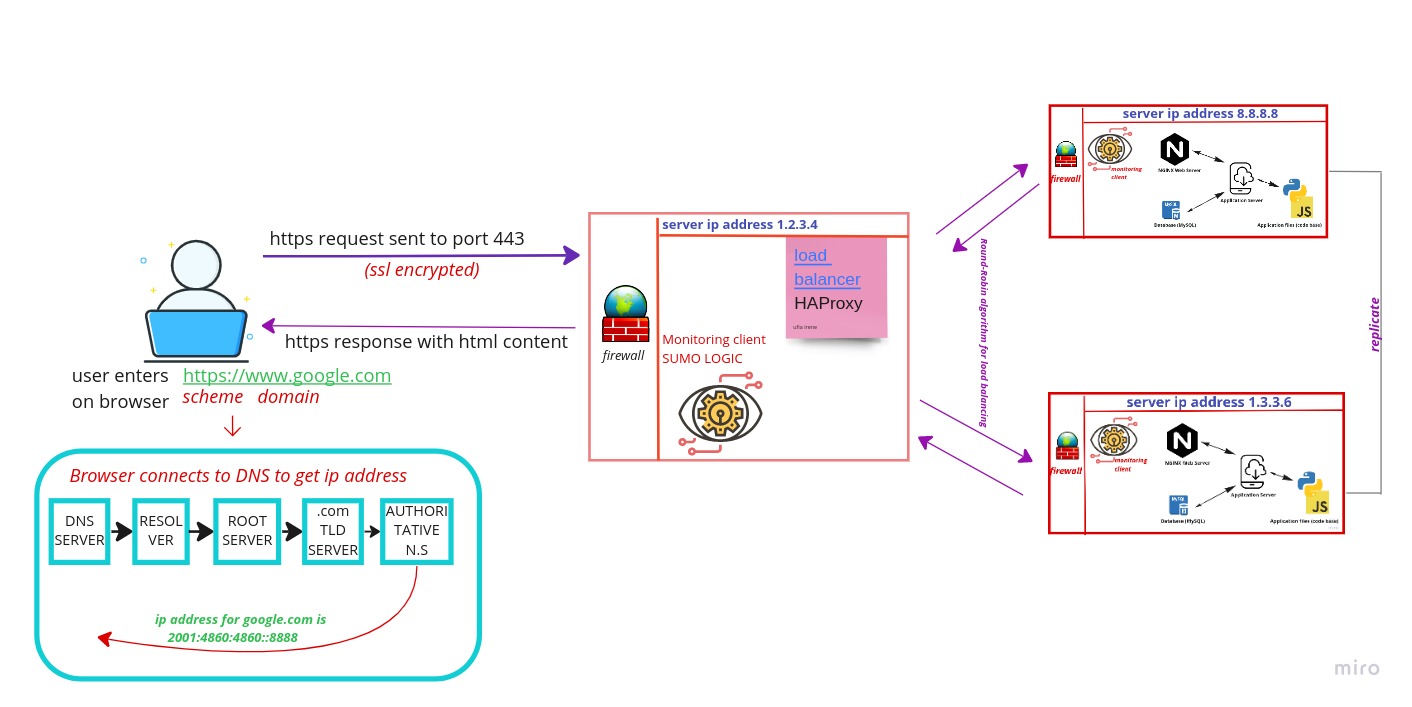 https request sent to port 443
(ssl encrypted)
https response with html content
user enters https://www.google.com
on browser scheme domain
Browser connects to DNS to get ip address
DNS
SERVER
RESOL
VER
ROOT
SERVER
.com
TLD
SERVER
AUTHORI
TATIVE
N.S
ip address for google.com is
2001:4860:4860::8888
server ip address 1.2.3.4
load
balancer
HAProxy
ufia irene
firewall
Monitoring client
SUMO LOGIC
Round-Robin algorithm for load balancing
server ip address 8.8.8.8
firewall
monitoring
client
N
NGINX Web Server
Application Server
MySQL
Database (MySQL)
JS
Application files (code base)
replicate
server ip address 1.3.3.6
firewall
monitoring
client
N
NGINX Web Server
Application Server
MySQL
Database (MySQL)
JS
Application files (code base)
miro